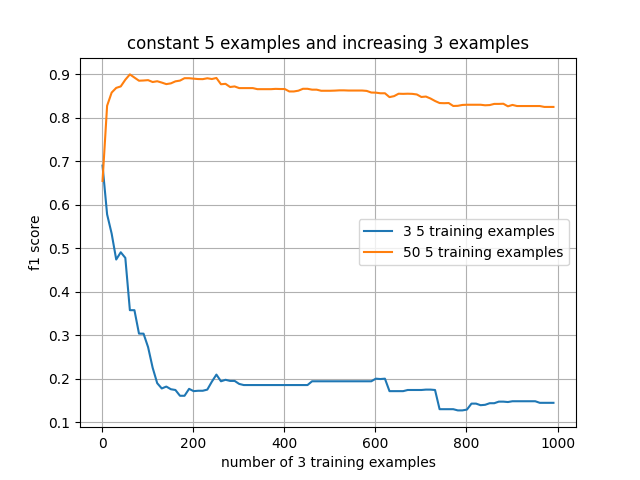 constant 5 examples and increasing 3 examples
0.9
0.8
0.7
0.6
0.5
0.4
0.3
0.2
0.1
f1 score
3 5 training examples
50 5 training examples
0 200 400 600 800 1000
number of 3 training examples